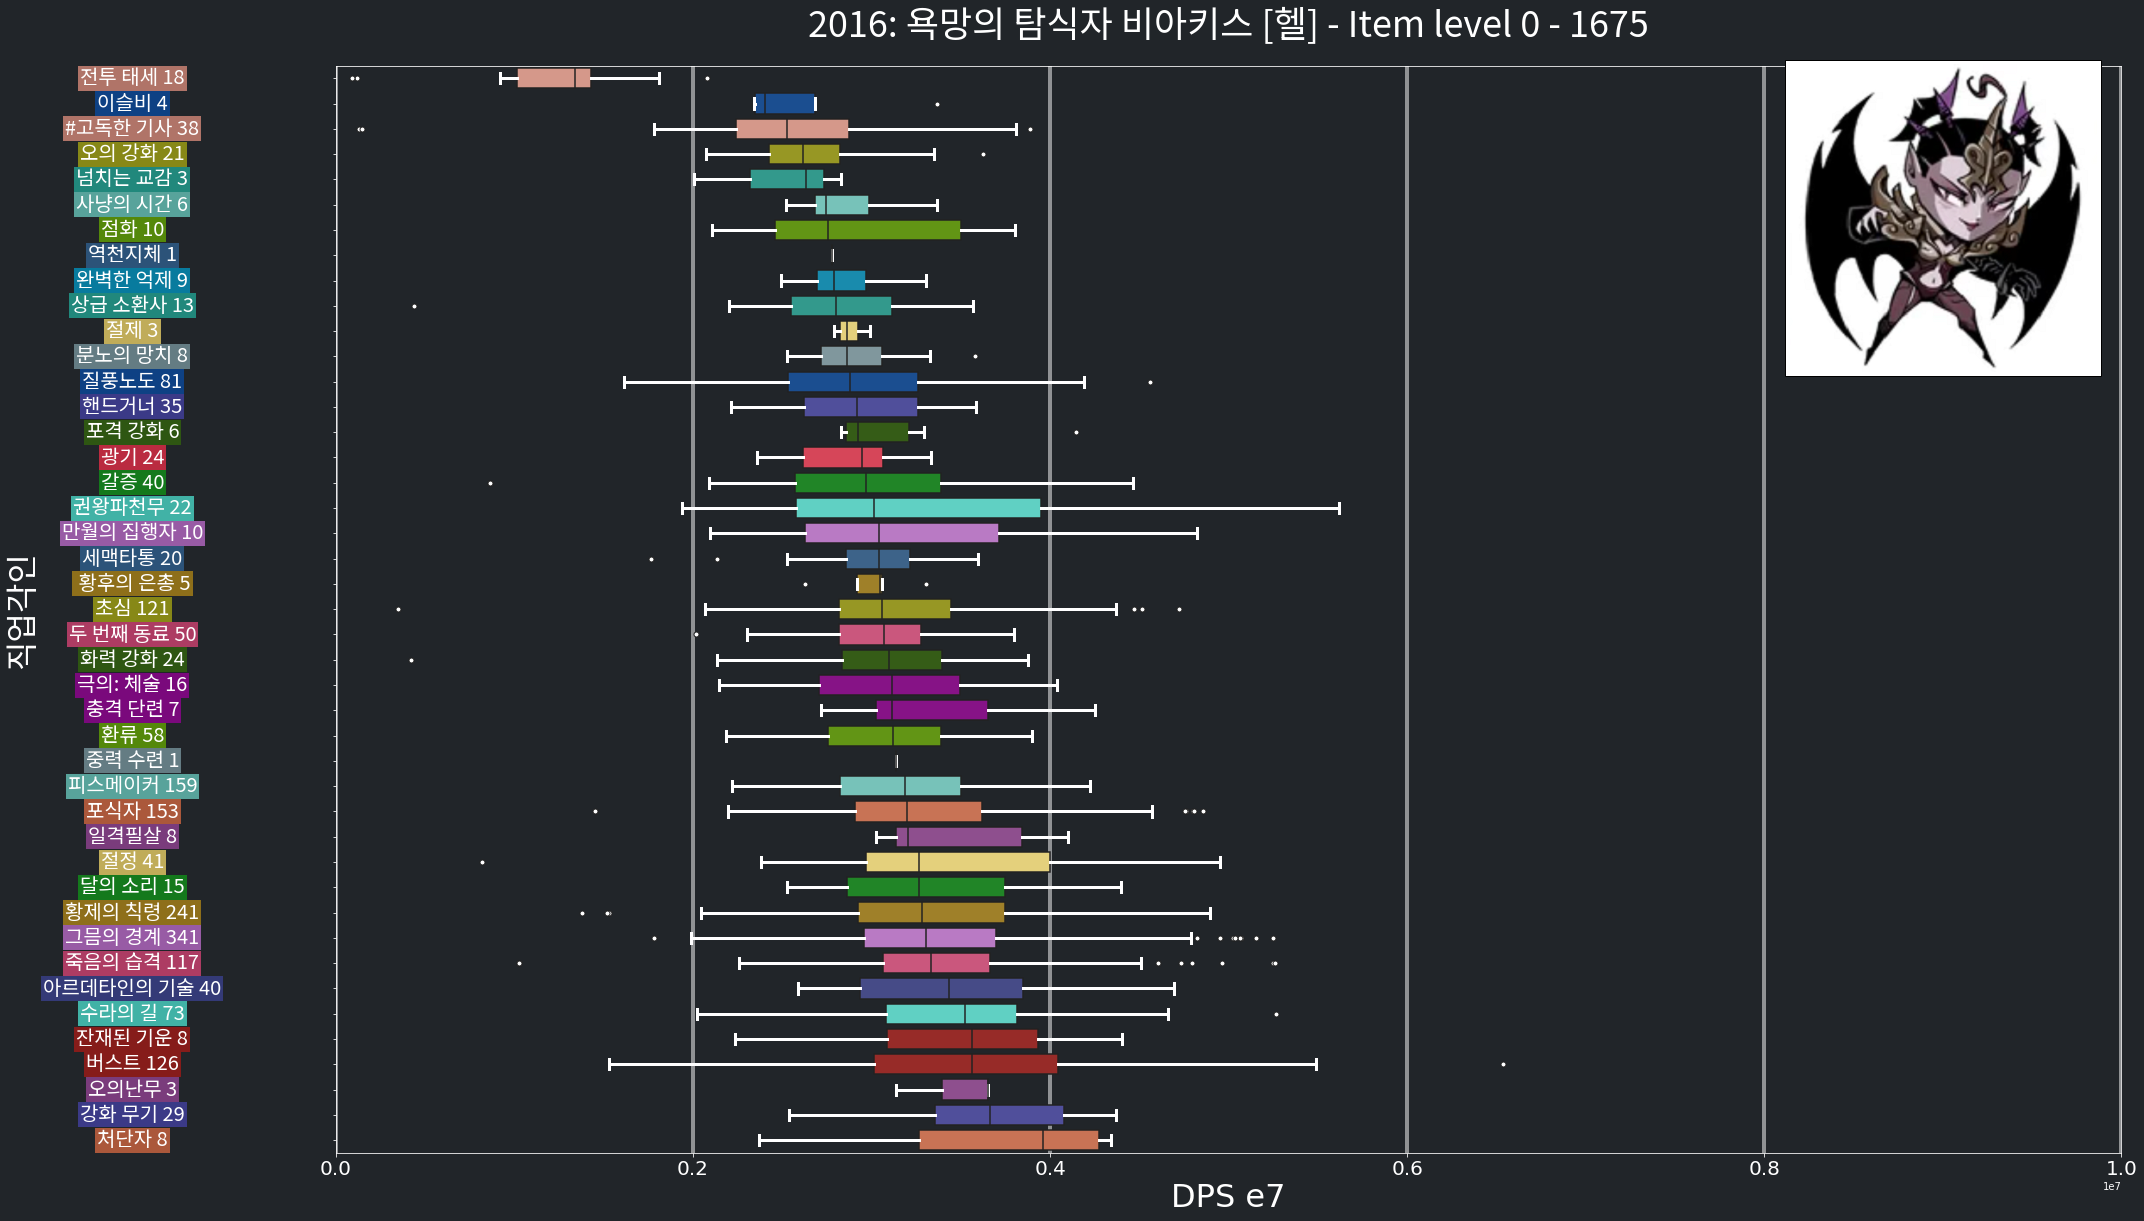 2016: 욕망의 탐식자 비아키스 [헬] - Item level 0 - 1675
전투 태세 18
이슬비 4
#고독한 기사 38
오의 강화 21
넘치는 교감 3
사냥의 시간 6
점화 10
역천지체 1
완벽한 억제 9
상급 소환사 13
절제 3
분노의 망치 8
질풍노도 81
핸드거너 35
포격 강화 6
광기 24
갈증 40
권왕파천무 22
만월의 집행자 10
세맥타통 20
황후의 은총 5
초심 121
두 번째 동료 50
화력 강화 24
극의: 체술 16
충격 단련 7
환류 58
중력 수련 1
피스메이커 159
포식자 153
일격필살 8
절정 41
달의 소리 15
황제의 칙령 241
그믐의 경계 341
죽음의 습격 117
아르데타인의 기술 40
수라의 길 73
잔재된 기운 8
버스트 126
오의난무 3
강화 무기 29
처단자 8
직업각인
0.0 0.2 0.4 0.6 0.8 1.0
1e7
DPS e7